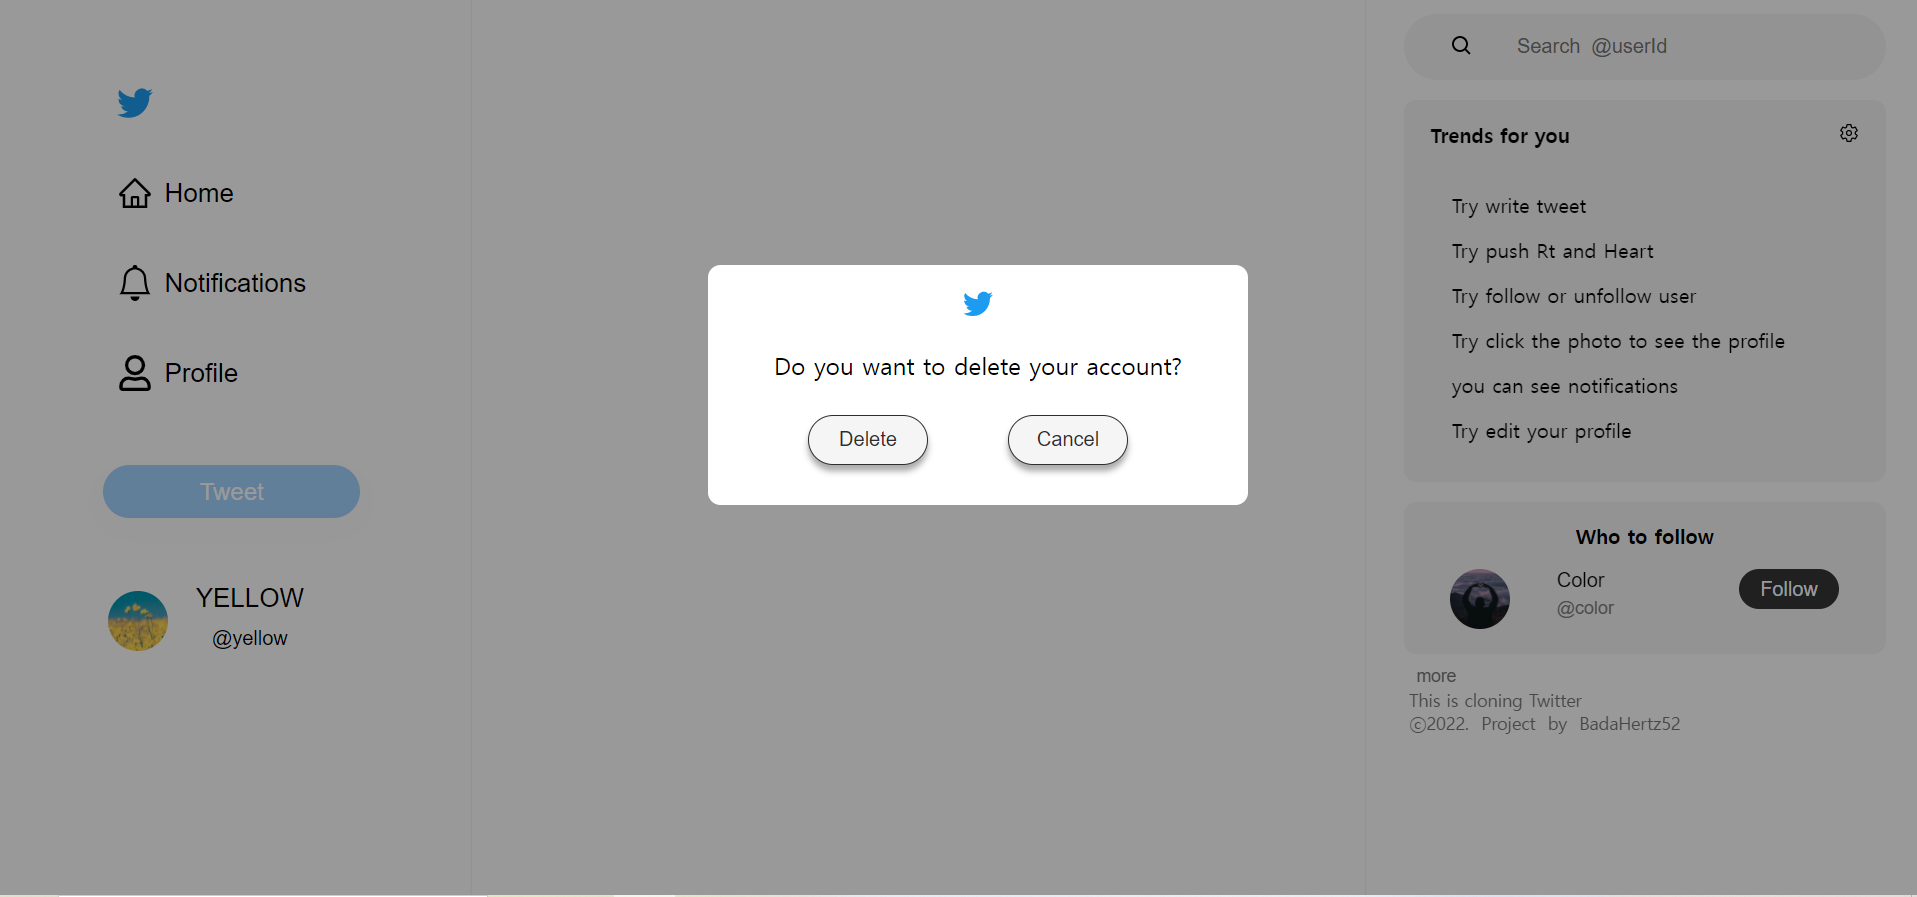 Home
Notifications
Profile
Tweet
YELLOW
@yellow
Do you want to delete your account?
Delete
Cancel
Search @userId
Trends for you
Try write tweet
Try push Rt and Heart
Try follow or unfollow user
Try click the photo to see the profile
you can see notifications
Try edit your profile
Who to follow
Color
@color
Follow
more
This is cloning Twitter
ⓒ2022. Project by BadaHertz52